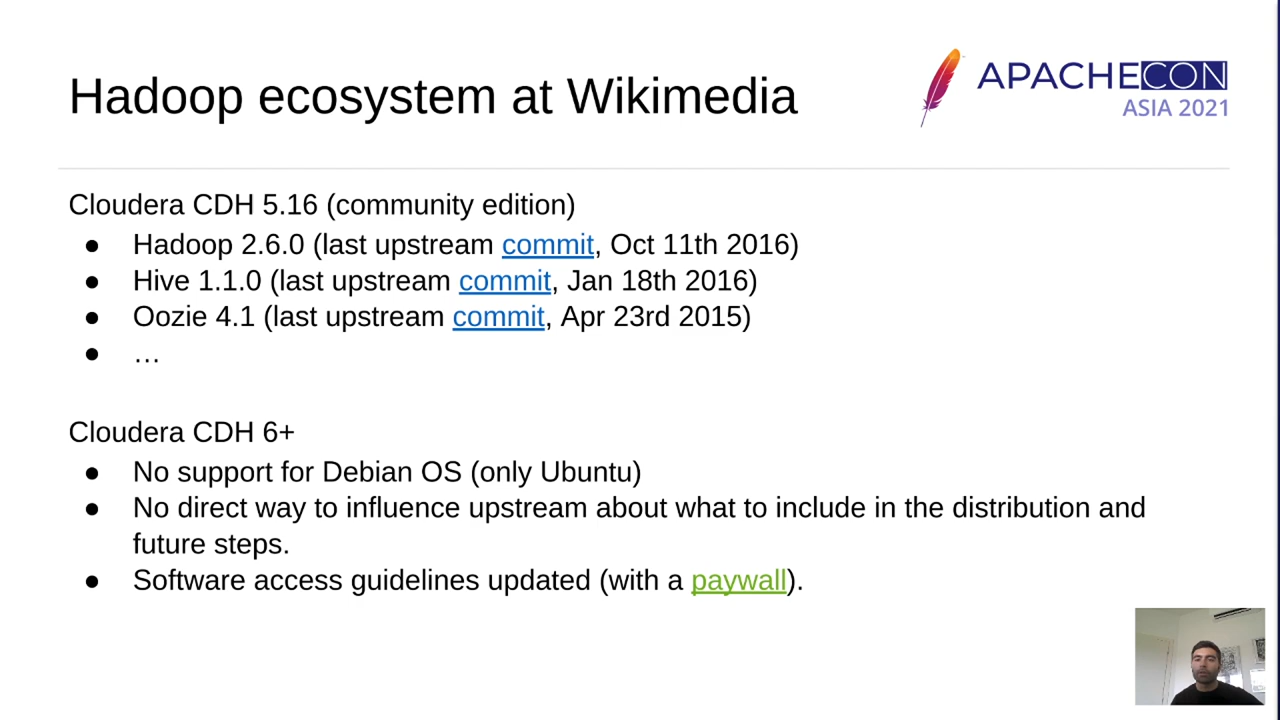 Hadoop ecosystem at Wikimedia
APACHECON
ASIA 2021
Cloudera CDH 5.16 (community edition)
● Hadoop 2.6.0 (last upstream commit, Oct 11th 2016)
● Hive 1.1.0 (last upstream commit, Jan 18th 2016)
● Oozie 4.1 (last upstream commit, Apr 23rd 2015)
● …
Cloudera CDH 6+
● No support for Debian OS (only Ubuntu)
● No direct way to influence upstream about what to include in the distribution and
future steps.
● Software access guidelines updated (with a paywall).